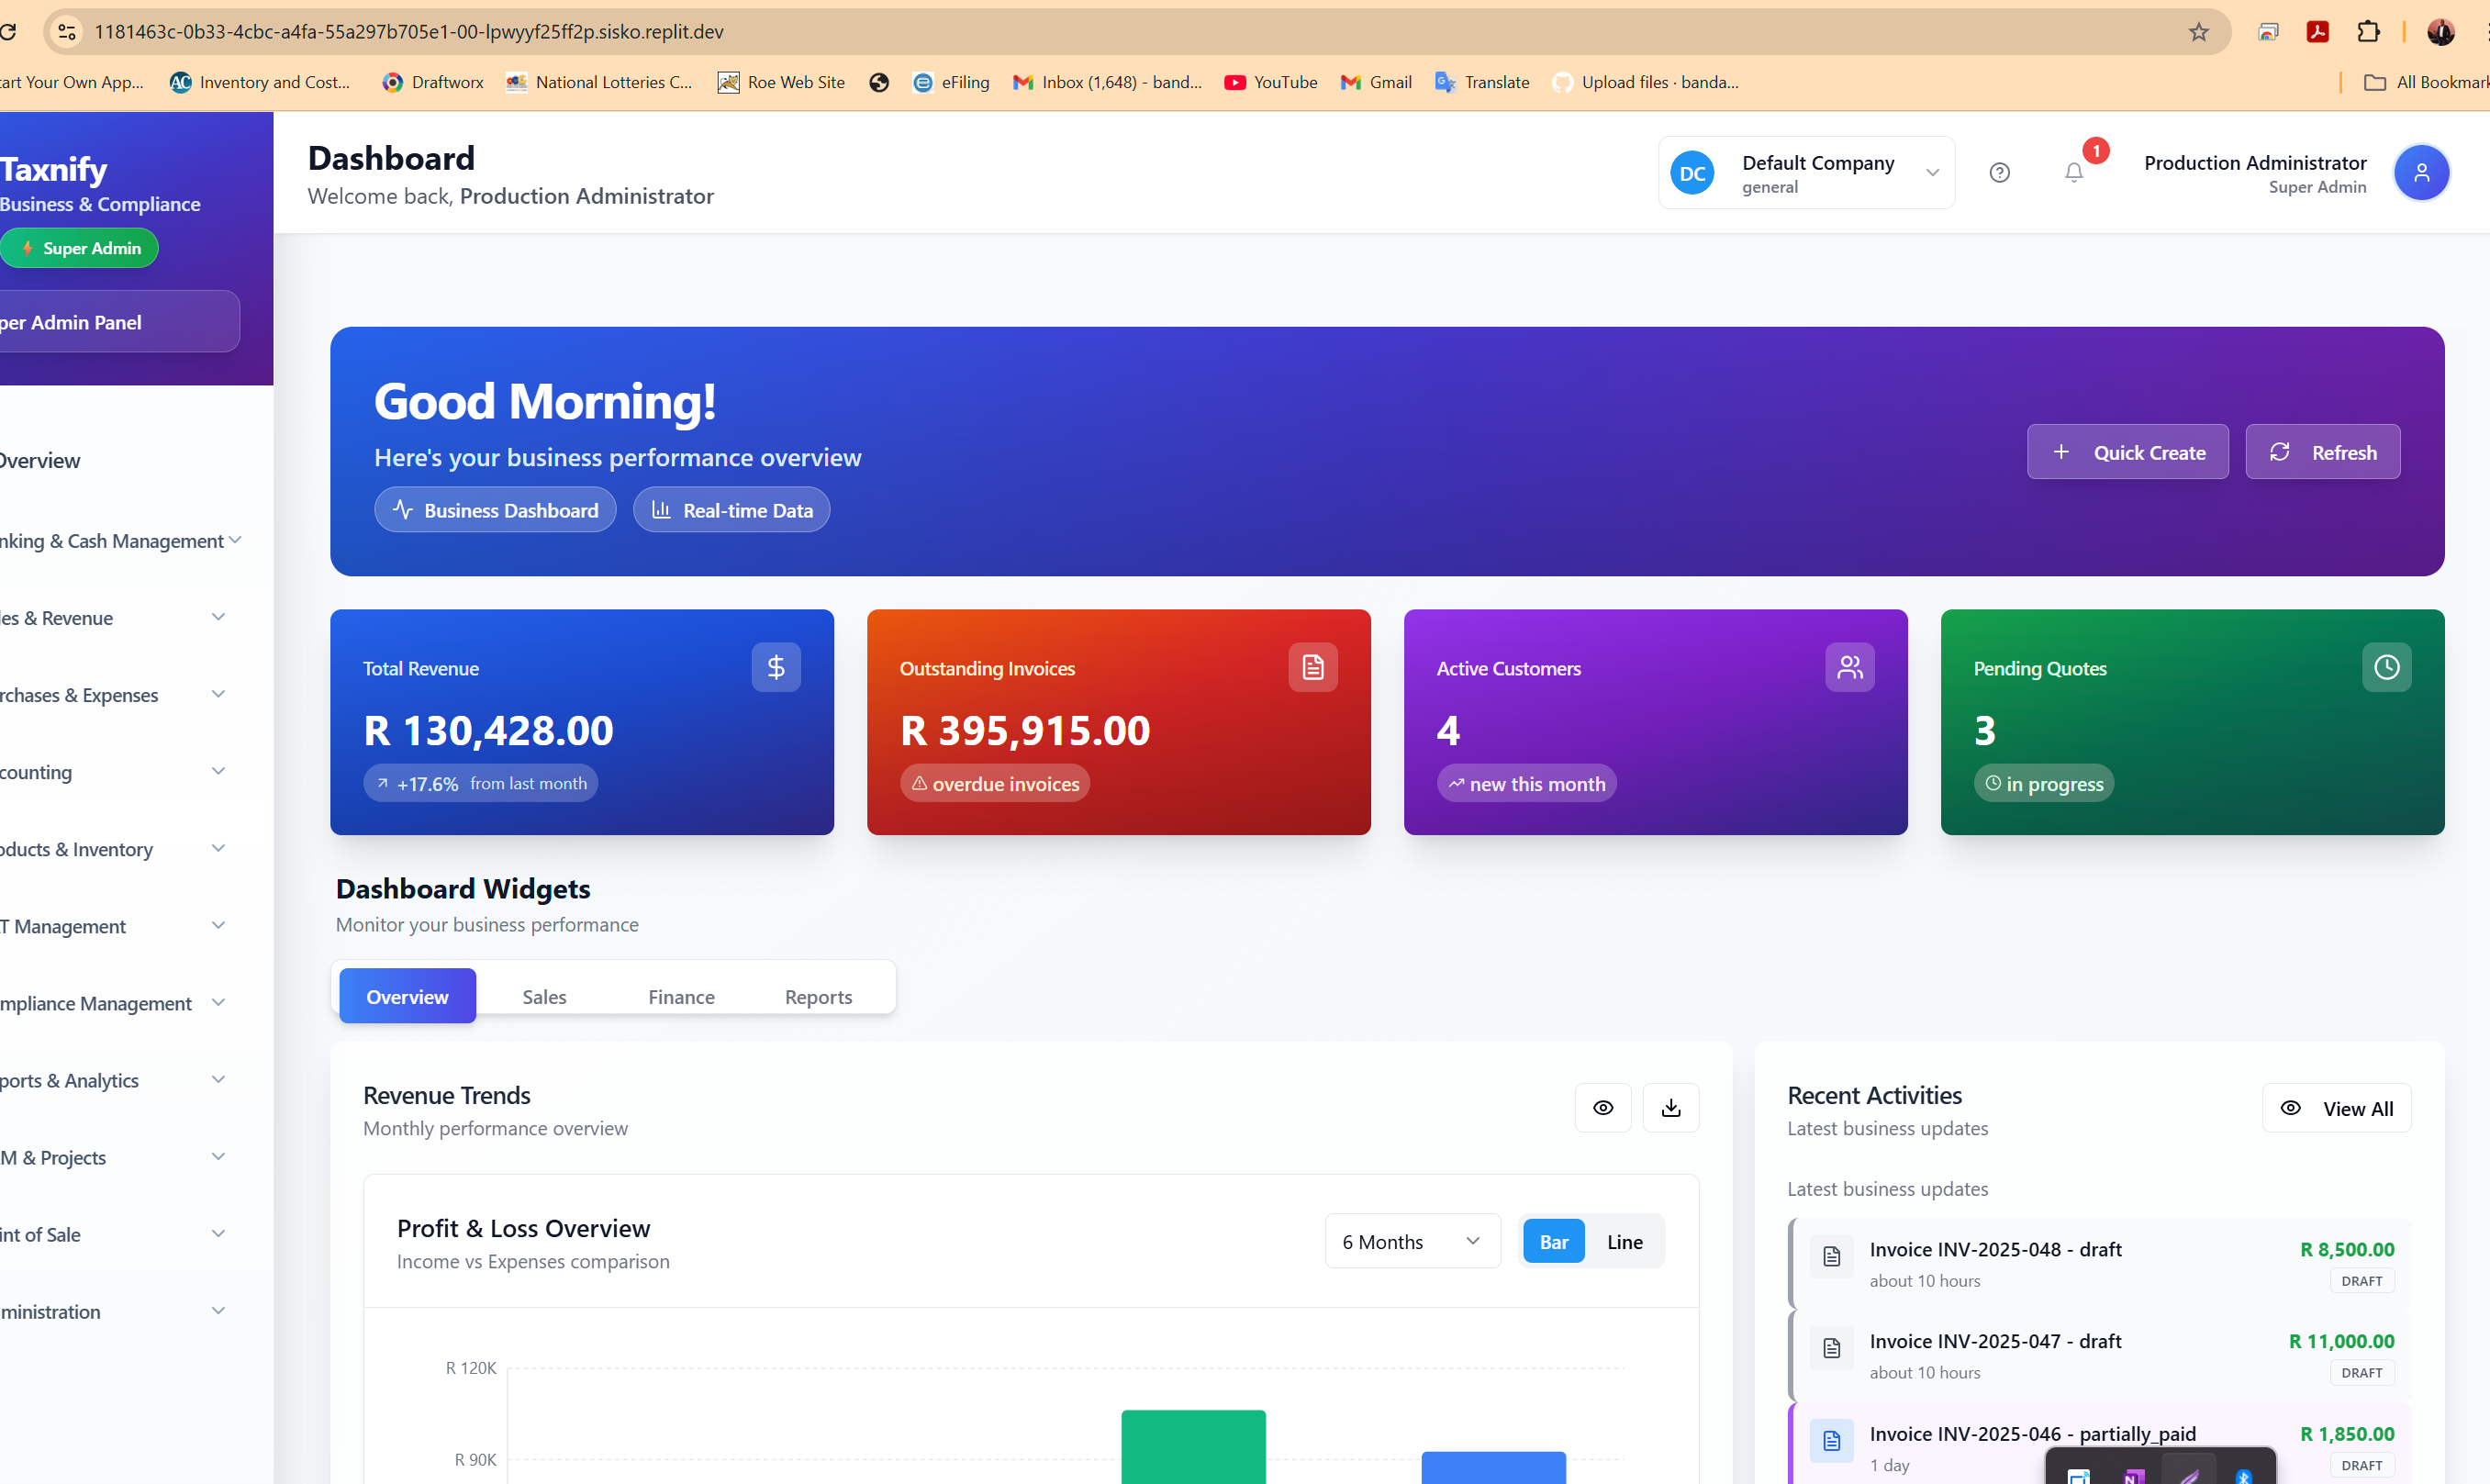 1181463c-0b33-4cbc-a4fa-55a297b705e1-00-lpwyyf25ff2p.sisko.replit.dev
tart Your Own App...
Inventory and Cost...
Draftworx
National Lotteries C...
Roe Web Site
eFiling
Inbox (1,648) - band...
YouTube
Gmail
Translate
Upload files · banda...
All Bookmark
Taxnify
Business & Compliance
Super Admin
per Admin Panel
Overview
nking & Cash Management
les & Revenue
rchases & Expenses
counting
oducts & Inventory
T Management
mpliance Management
ports & Analytics
M & Projects
int of Sale
ministration
Dashboard
Welcome back, Production Administrator
DC
Default Company
general
1
Production Administrator
Super Admin
Good Morning!
Here's your business performance overview
Business Dashboard
Real-time Data
Quick Create
Refresh
Total Revenue
R 130,428.00
+17.6% from last month
Outstanding Invoices
R 395,915.00
overdue invoices
Active Customers
4
new this month
Pending Quotes
3
in progress
Dashboard Widgets
Monitor your business performance
Overview
Sales
Finance
Reports
Revenue Trends
Monthly performance overview
Profit & Loss Overview
Income vs Expenses comparison
6 Months
Bar
Line
R 120K
R 90K
Recent Activities
Latest business updates
View All
Latest business updates
Invoice INV-2025-048 - draft
R 8,500.00
about 10 hours
DRAFT
Invoice INV-2025-047 - draft
R 11,000.00
about 10 hours
DRAFT
Invoice INV-2025-046 - partially_paid
R 1,850.00
1 day
DRAFT